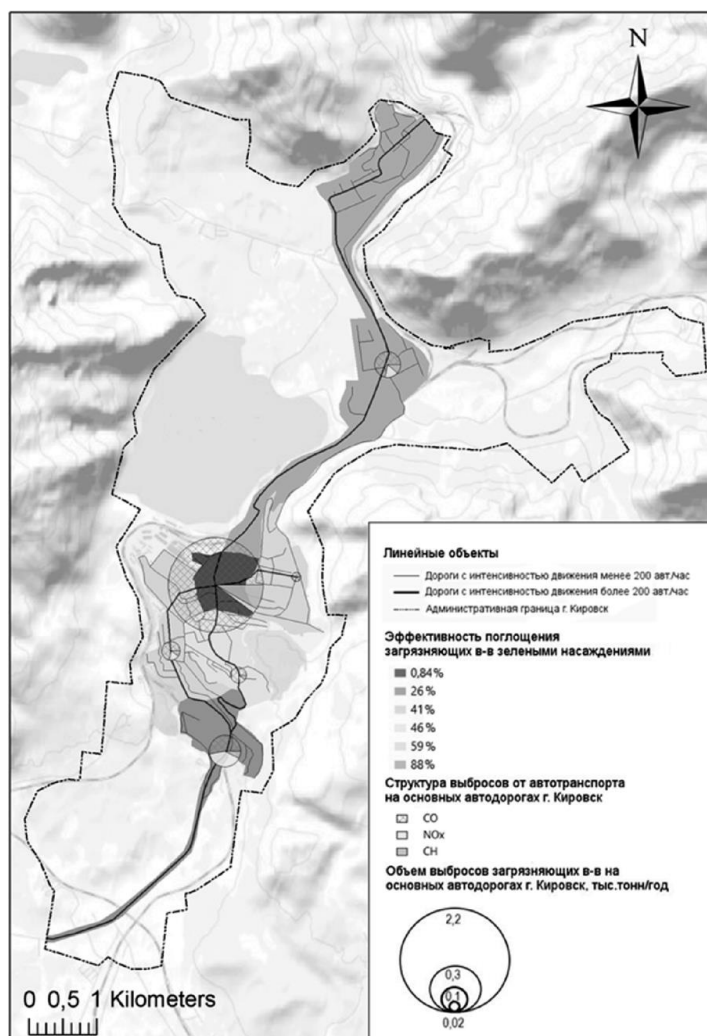 N
Линейные объекты
Дороги с интенсивностью движения менее 200 авт./час
Дороги с интенсивностью движения более 200 авт./час
Административная граница г. Кировск
Эффективность поглощения
загрязняющих в-в зелеными насаждениями
0,84%
26%
41%
46%
59%
88%
Структура выбросов от автотранспорта
на основных автодорогах г. Кировск
CO
NOx
CH
Объем выбросов загрязняющих в-в на
основных автодорогах г. Кировск, тыс.тонн/год
2,2
0,3
0,1
0,02
0 0,5 1 Kilometers